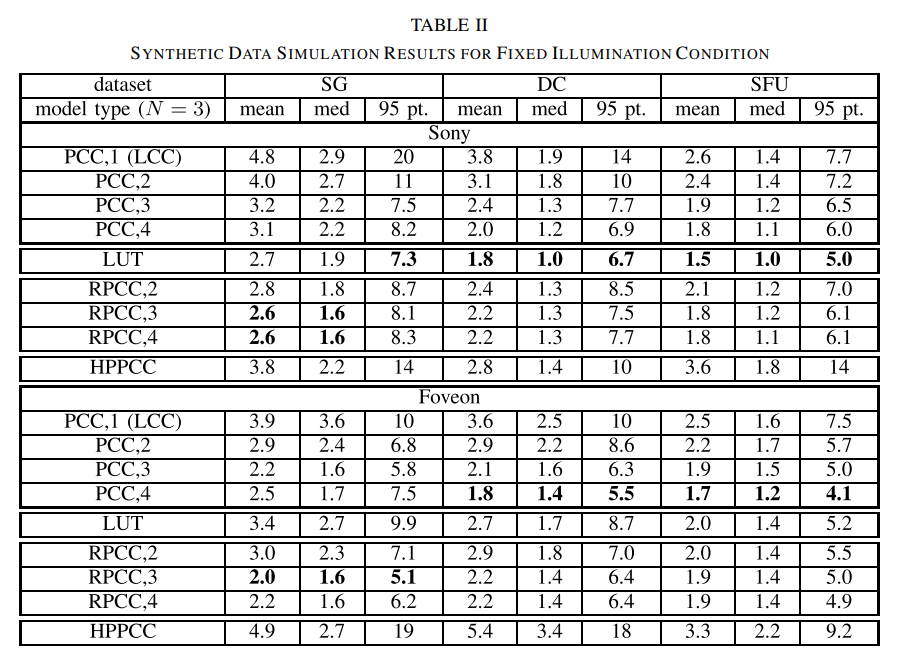 TABLE II
SYNTHETIC DATA SIMULATION RESULTS FOR FIXED ILLUMINATION CONDITION
dataset SG DC SFU
model type (N = 3) mean med 95 pt. mean med 95 pt. mean med 95 pt.
Sony
PCC,1 (LCC) 4.8 2.9 20 3.8 1.9 14 2.6 1.4 7.7
PCC,2 4.0 2.7 11 3.1 1.8 10 2.4 1.4 7.2
PCC,3 3.2 2.2 7.5 2.4 1.3 7.7 1.9 1.2 6.5
PCC,4 3.1 2.2 8.2 2.0 1.2 6.9 1.8 1.1 6.0
LUT 2.7 1.9 7.3 1.8 1.0 6.7 1.5 1.0 5.0
RPCC,2 2.8 1.8 8.7 2.4 1.3 8.5 2.1 1.2 7.0
RPCC,3 2.6 1.6 8.1 2.2 1.3 7.5 1.8 1.2 6.1
RPCC,4 2.6 1.6 8.3 2.2 1.3 7.7 1.8 1.1 6.1
HPPCC 3.8 2.2 14 2.8 1.4 10 3.6 1.8 14
Foveon
PCC,1 (LCC) 3.9 3.6 10 3.6 2.5 10 2.5 1.6 7.5
PCC,2 2.9 2.4 6.8 2.9 2.2 8.6 2.2 1.7 5.7
PCC,3 2.2 1.6 5.8 2.1 1.6 6.3 1.9 1.5 5.0
PCC,4 2.5 1.7 7.5 1.8 1.4 5.5 1.7 1.2 4.1
LUT 3.4 2.7 9.9 2.7 1.7 8.7 2.0 1.4 5.2
RPCC,2 3.0 2.3 7.1 2.9 1.8 7.0 2.0 1.4 5.5
RPCC,3 2.0 1.6 5.1 2.2 1.4 6.4 1.9 1.4 5.0
RPCC,4 2.2 1.6 6.2 2.2 1.4 6.4 1.9 1.4 4.9
HPPCC 4.9 2.7 19 5.4 3.4 18 3.3 2.2 9.2